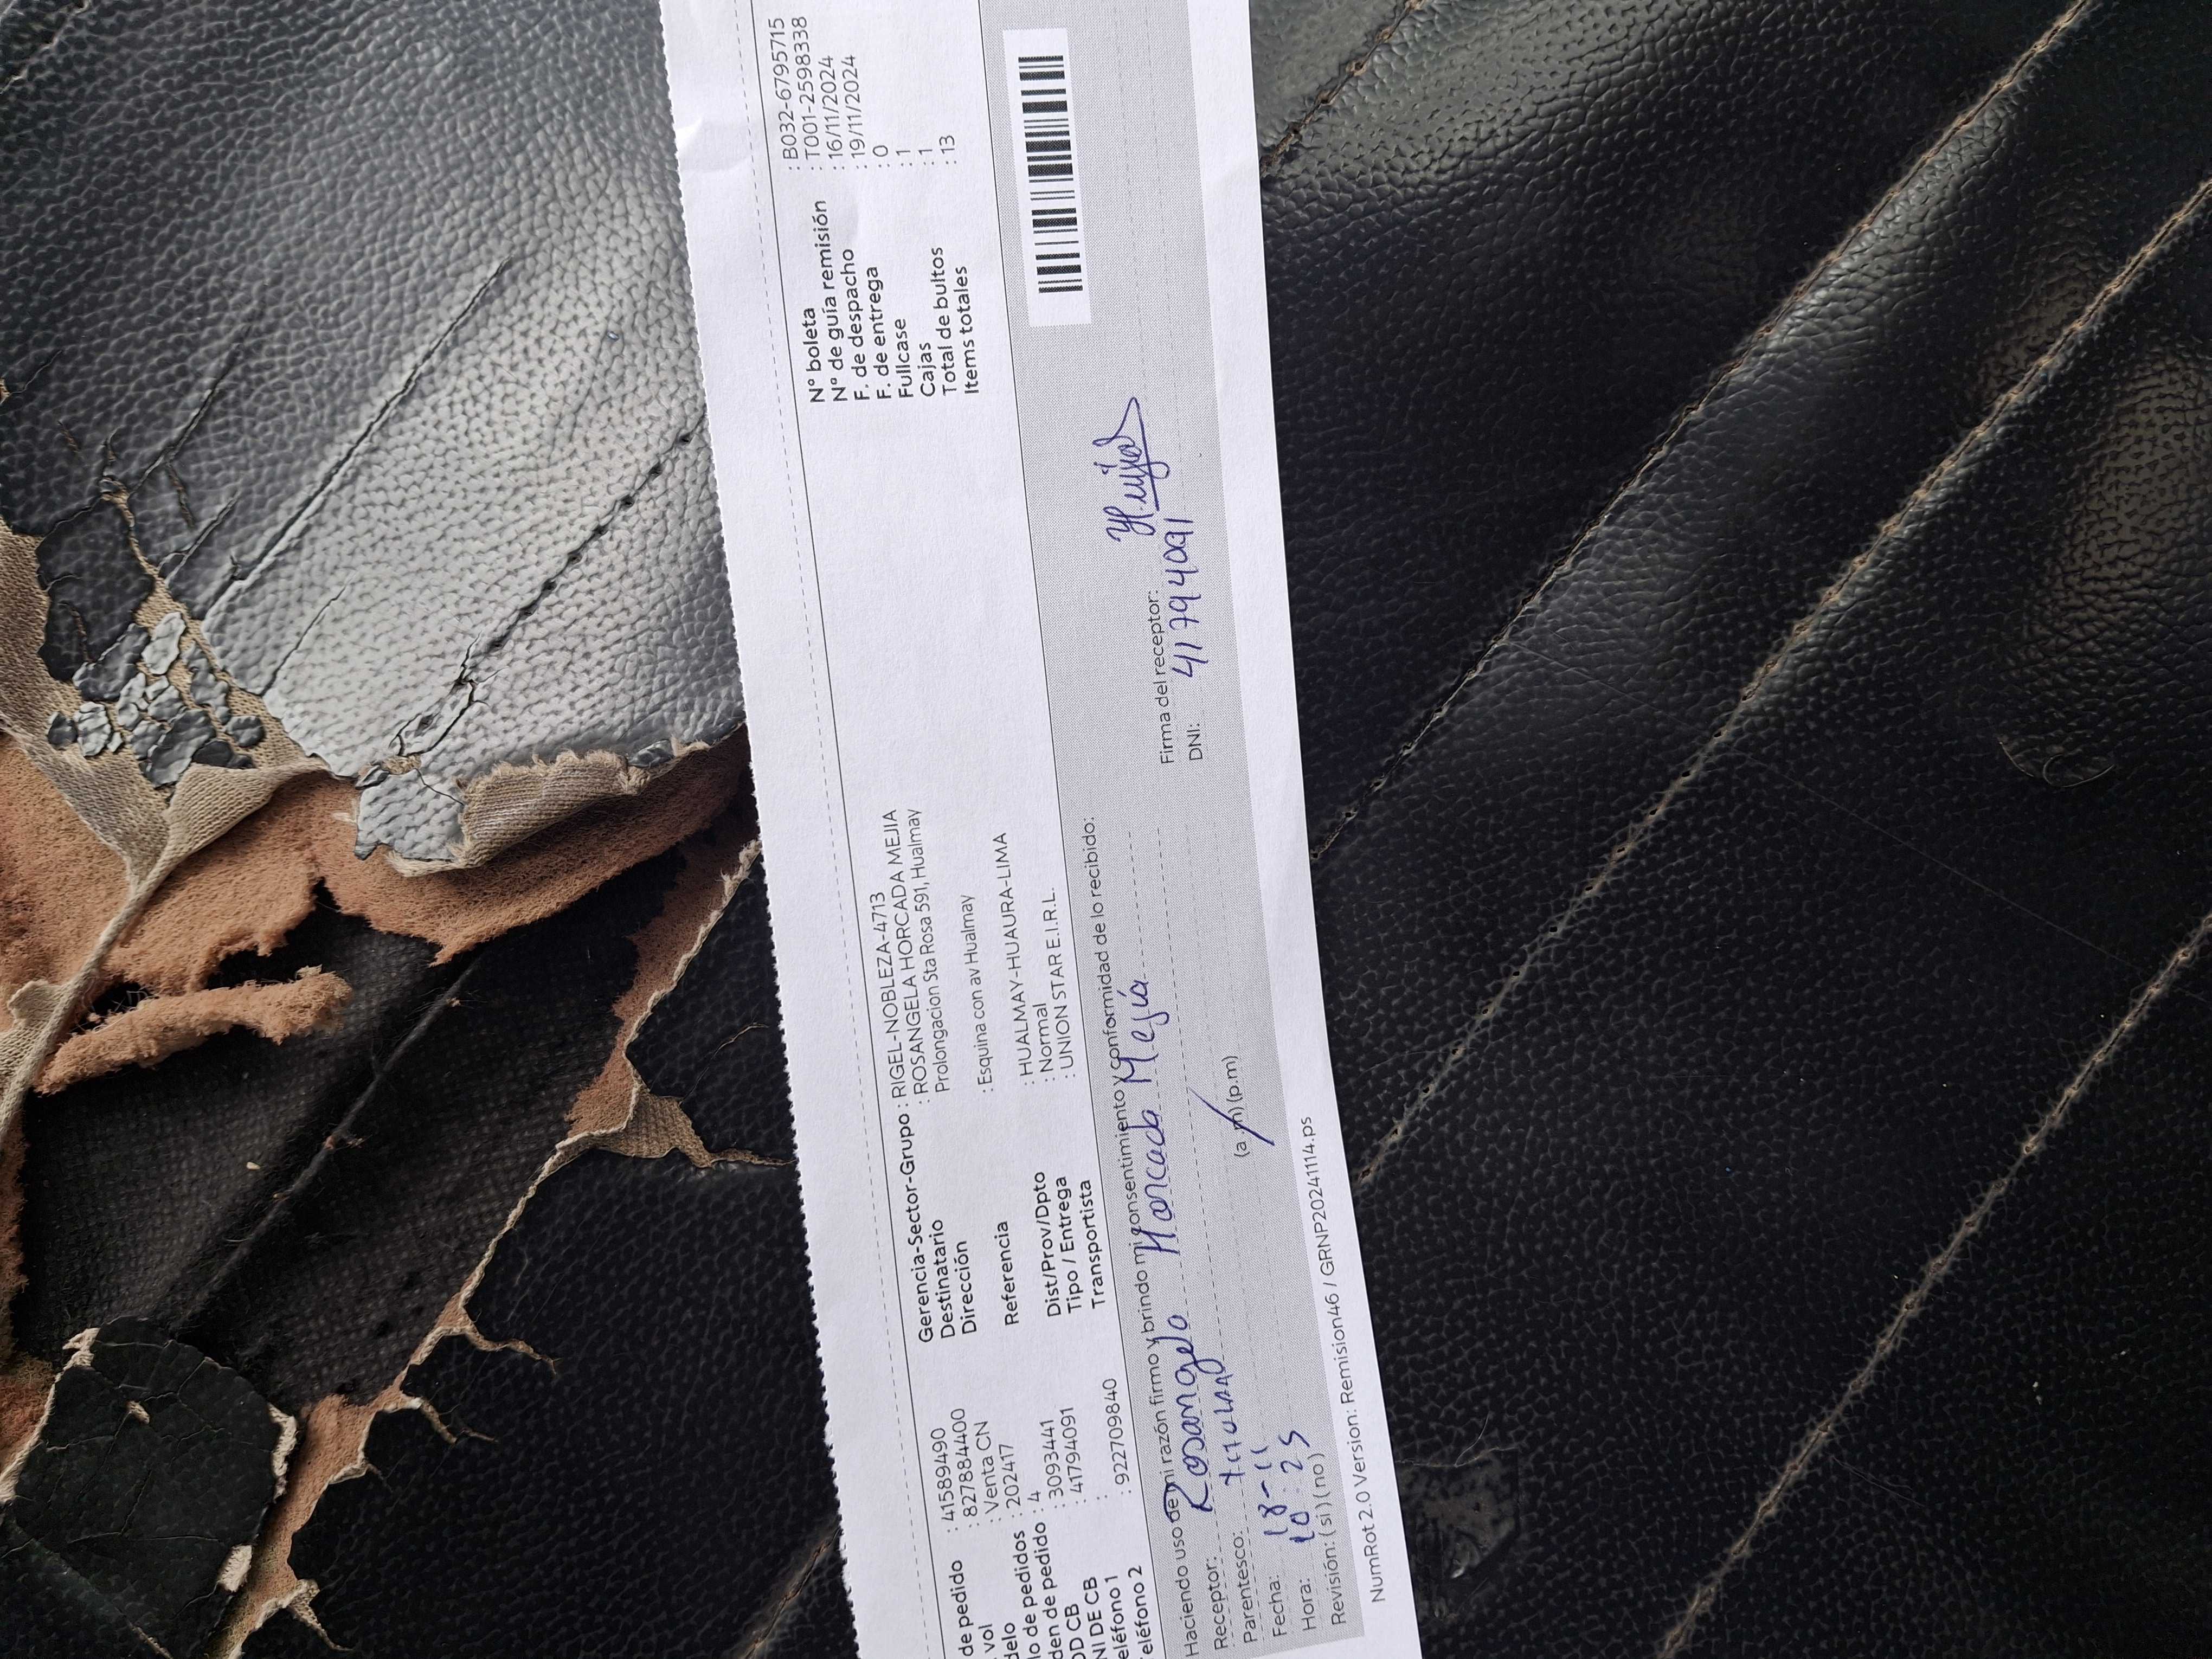 de pedido : 41589490
vol : 827884400
delo : Venta CN
lo de pedidos : 202417
den de pedido : 4
OD CB : 3093441
NI DE CB : 41794091
eléfono 1 :
eléfono 2 : 922709840
Gerencia-Sector-Grupo : RIGEL-NOBLEZA-4713
Destinatario : ROSANGELA HORCADA MEJIA
Dirección Prolongacion Sta Rosa 591, Hualmay
Referencia : Esquina con av Hualmay
Dist/Prov/Dpto : HUALMAY-HUAURA-LIMA
Tipo / Entrega : Normal
Transportista : UNION STAR E.I.R.L.
N° boleta : B032-6795715
N° de guía remisión : T001-2598338
F. de despacho : 16/11/2024
F. de entrega : 19/11/2024
Fullcase : 0
Cajas : 1
Total de bultos : 1
Items totales : 13
Haciendo uso de mi razón firmo y brindo mi consentimiento y conformidad de lo recibido:
Receptor: Rosangela Horcada Mejía
Parentesco: titular
Fecha: 18-11
Hora: 10:25 (a.m) (p.m)
Revisión: (si) (no)
Firma del receptor:
DNI: 41794091
NumRot 2.0 Version: Remision46 / GRNP20241114.ps